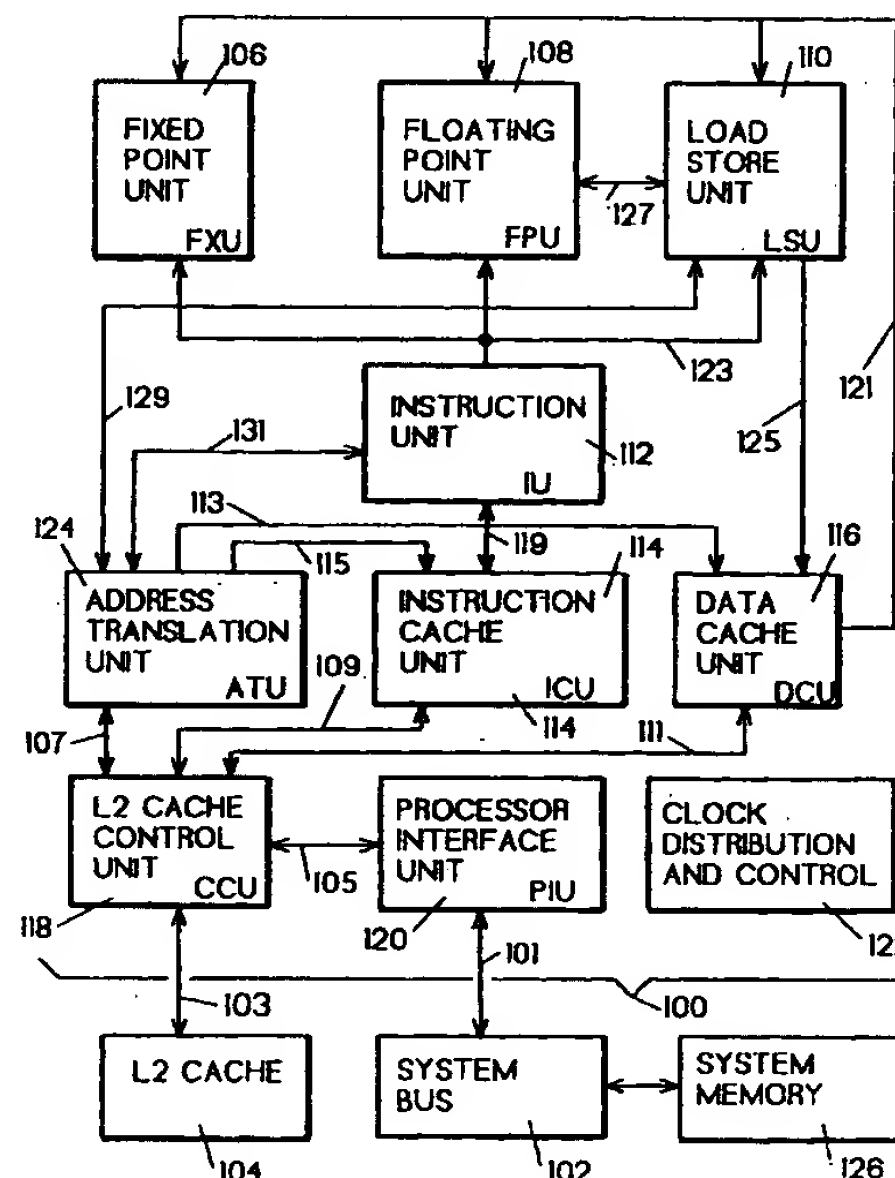 106
108
110
FIXED
POINT
UNIT
FXU
FLOATING
POINT
UNIT
FPU
127
LOAD
STORE
UNIT
LSU
123
121
125
129
131
INSTRUCTION
UNIT
IU
112
113
115
119
114
116
124
ADDRESS
TRANSLATION
UNIT
ATU
INSTRUCTION
CACHE
UNIT
ICU
114
DATA
CACHE
UNIT
DCU
107
109
111
L2 CACHE
CONTROL
UNIT
CCU
118
105
PROCESSOR
INTERFACE
UNIT
PIU
120
CLOCK
DISTRIBUTION
AND CONTROL
101
103
100
L2 CACHE
104
SYSTEM
BUS
102
SYSTEM
MEMORY
126